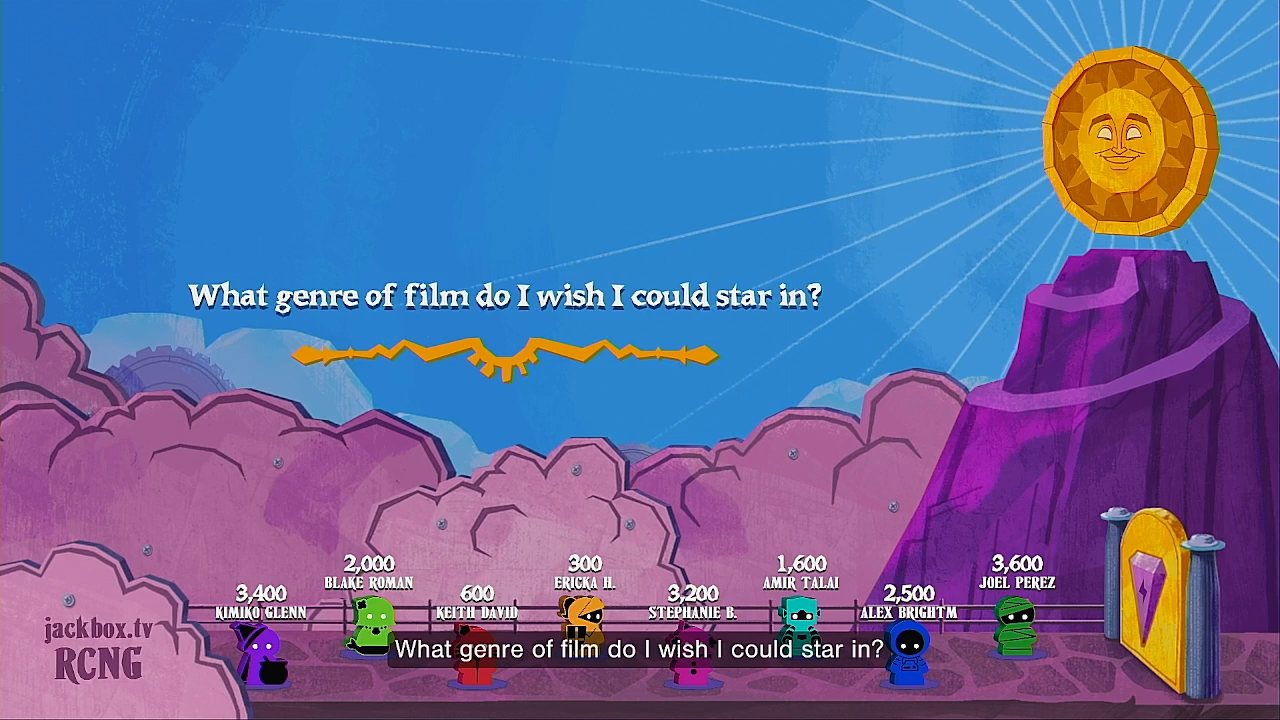 What genre of film do I wish I could star in?
3,400
KIMIKO GLENN
2,000
BLAKE ROMAN
600
KEITH DAVID
300
ERICKA H.
3,200
STEPHANIE B.
1,600
AMIR TALAI
2,500
ALEX BRIGHTM
3,600
JOEL PEREZ
jackbox.tv
RCNG
What genre of film do I wish I could star in?